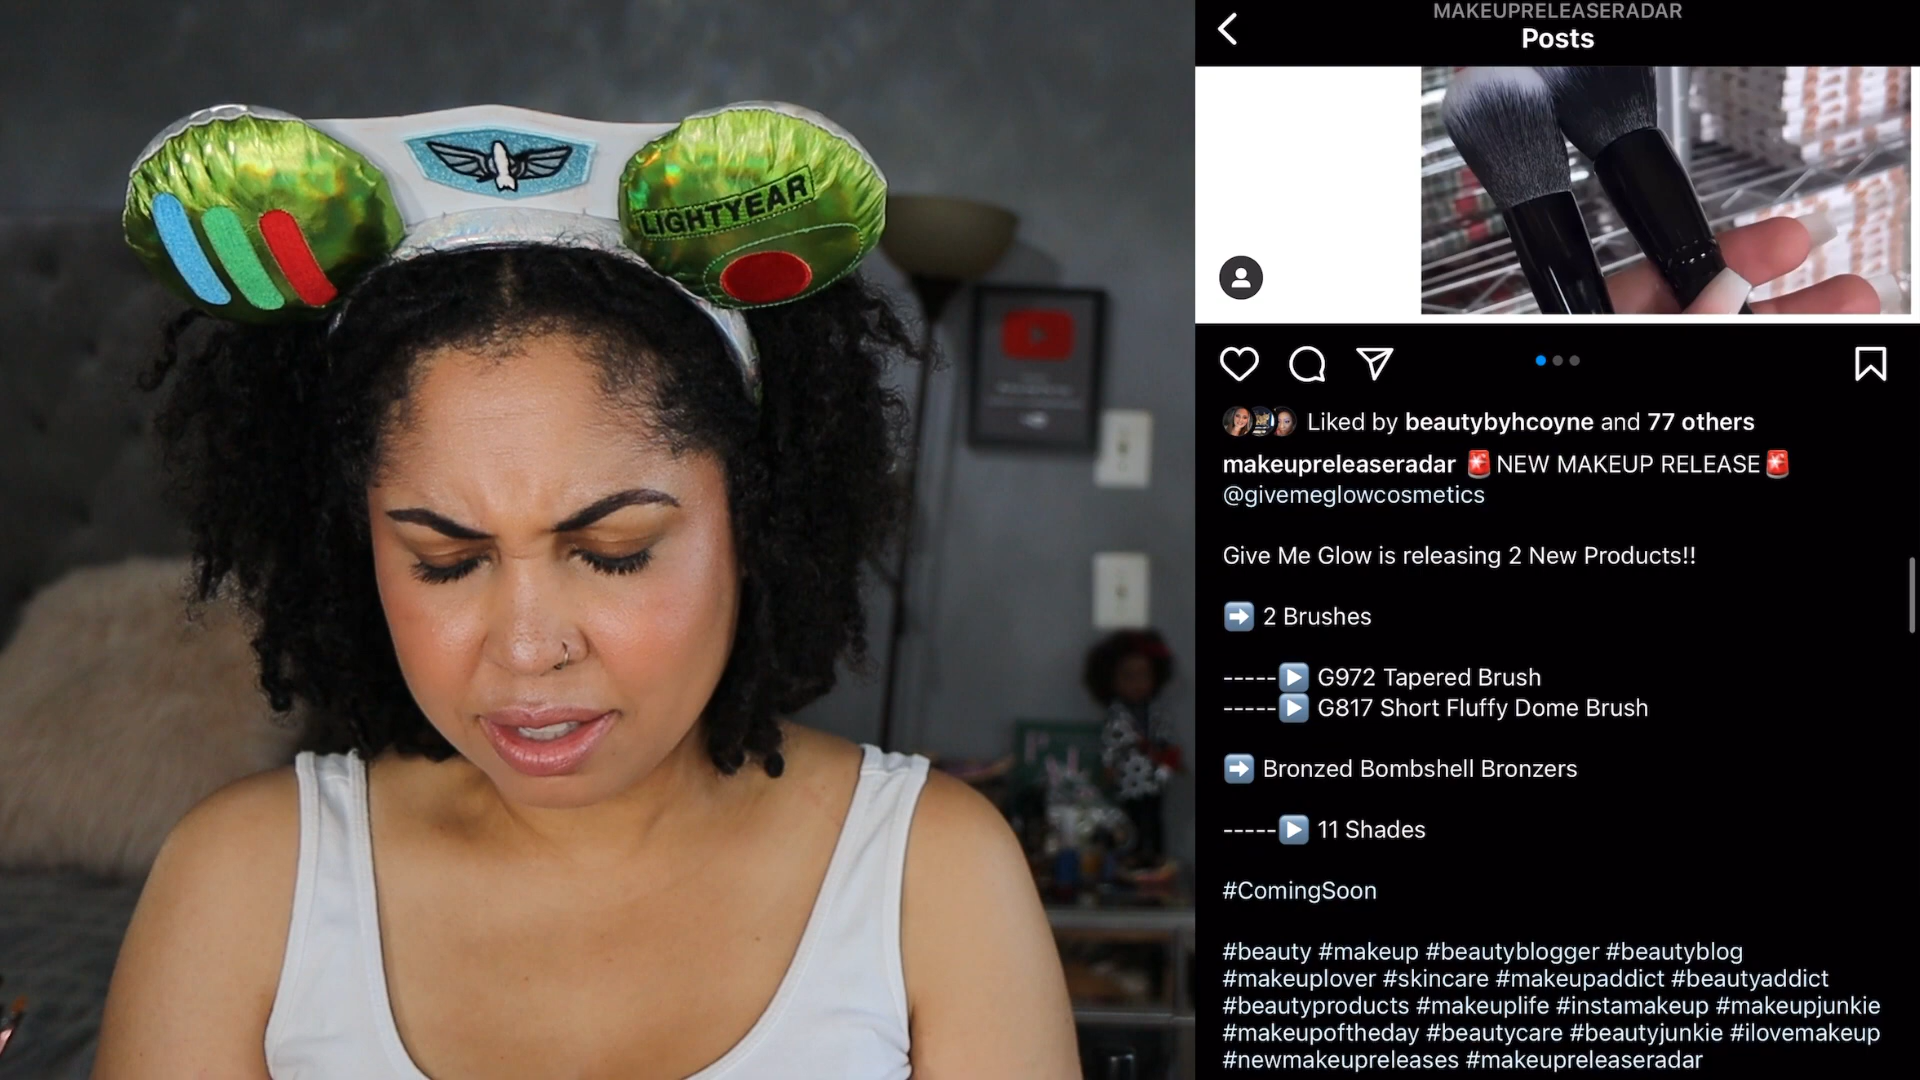 LIGHTYEAR
MAKEUPRELEASERADAR
Posts
Liked by beautybyhcoyne and 77 others
makeupreleaseradar 🚨NEW MAKEUP RELEASE🚨
@givemeglowcosmetics
Give Me Glow is releasing 2 New Products!!
➡️ 2 Brushes
-----▶️ G972 Tapered Brush
-----▶️ G817 Short Fluffy Dome Brush
➡️ Bronzed Bombshell Bronzers
-----▶️ 11 Shades
#ComingSoon
#beauty #makeup #beautyblogger #beautyblog
#makeuplover #skincare #makeupaddict #beautyaddict
#beautyproducts #makeuplife #instamakeup #makeupjunkie
#makeupoftheday #beautycare #beautyjunkie #ilovemakeup
#newmakeupreleases #makeupreleaseradar